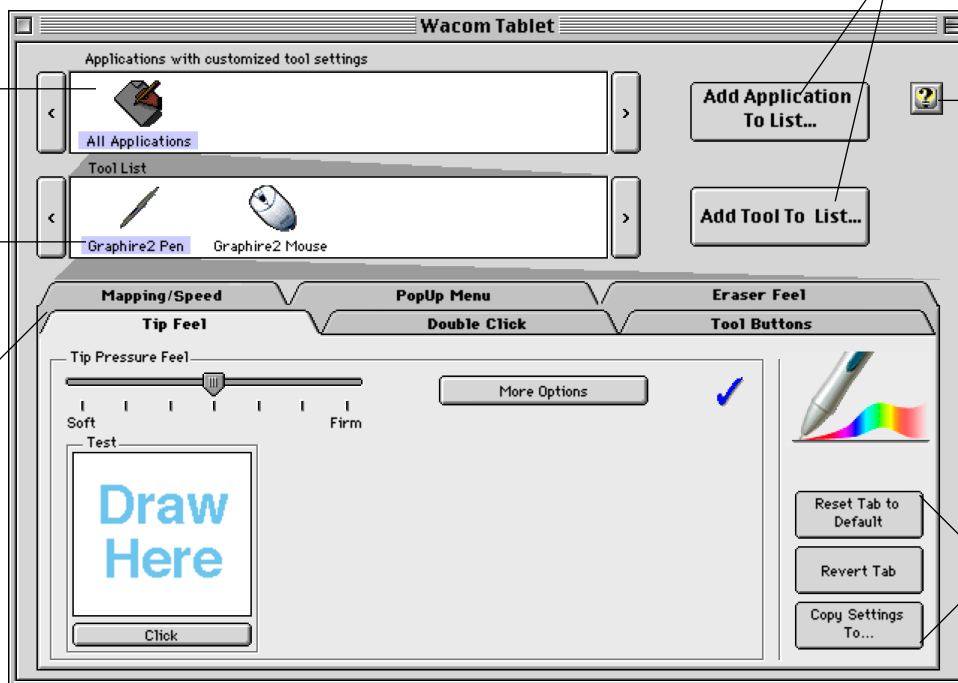 Wacom Tablet
Applications with customized tool settings
<
All Applications
>
Add Application
To List...
?
Tool List
<
Graphire2 Pen
Graphire2 Mouse
>
Add Tool To List...
Mapping/Speed
PopUp Menu
Eraser Feel
Tip Feel
Double Click
Tool Buttons
Tip Pressure Feel
Soft
Firm
More Options
Test
Draw
Here
Click
Reset Tab to
Default
Revert Tab
Copy Settings
To...